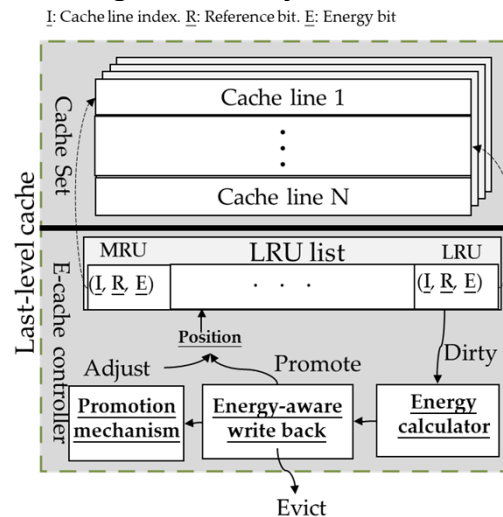 I: Cache line index. R: Reference bit. E: Energy bit
Last-level cache
Cache Set
Cache line 1
Cache line N
E-cache controller
MRU
LRU list
LRU
(I, R, E)
. . .
(I, R, E)
Position
Adjust
Promote
Dirty
Promotion
mechanism
Energy-aware
write back
Energy
calculator
Evict